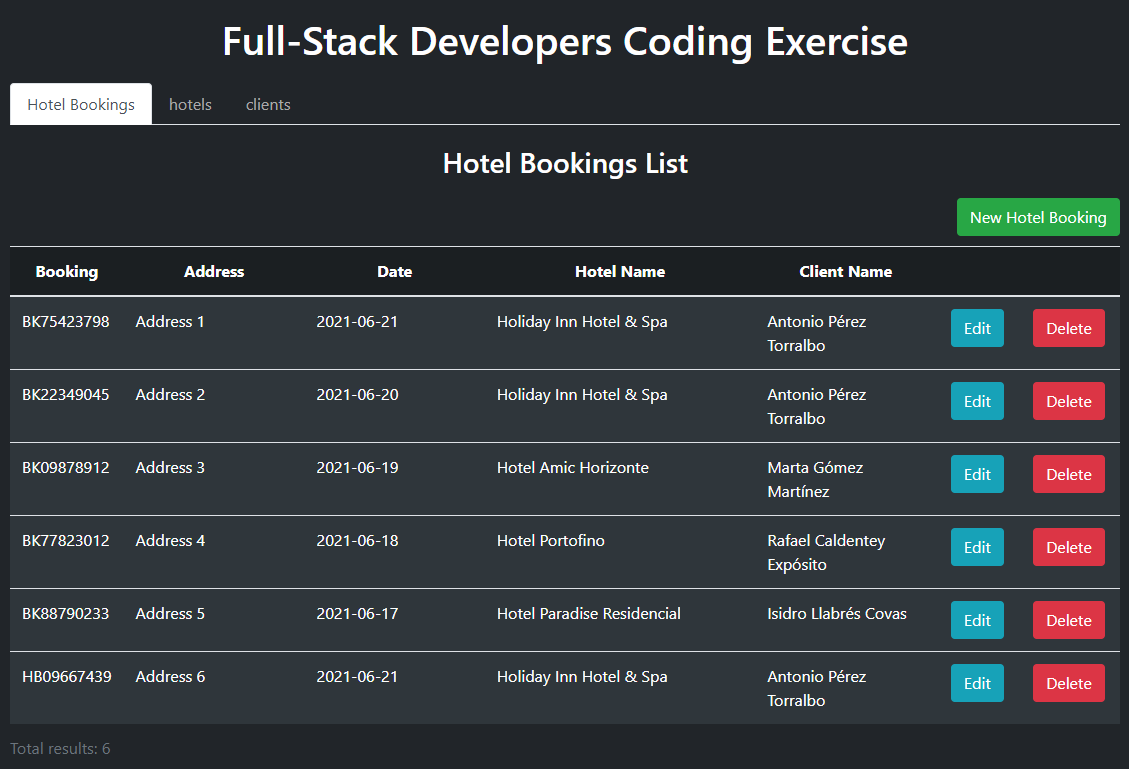 Full-Stack Developers Coding Exercise
Hotel Bookings hotels clients
Hotel Bookings List
New Hotel Booking
Booking Address Date Hotel Name Client Name
BK75423798 Address 1 2021-06-21 Holiday Inn Hotel & Spa Antonio Pérez Edit Delete
Torralbo
BK22349045 Address 2 2021-06-20 Holiday Inn Hotel & Spa Antonio Pérez Edit Delete
Torralbo
BK09878912 Address 3 2021-06-19 Hotel Amic Horizonte Marta Gómez Edit Delete
Martínez
BK77823012 Address 4 2021-06-18 Hotel Portofino Rafael Caldentey Edit Delete
Expósito
BK88790233 Address 5 2021-06-17 Hotel Paradise Residencial Isidro Llabrés Covas Edit Delete
HB09667439 Address 6 2021-06-21 Holiday Inn Hotel & Spa Antonio Pérez Edit Delete
Torralbo
Total results: 6